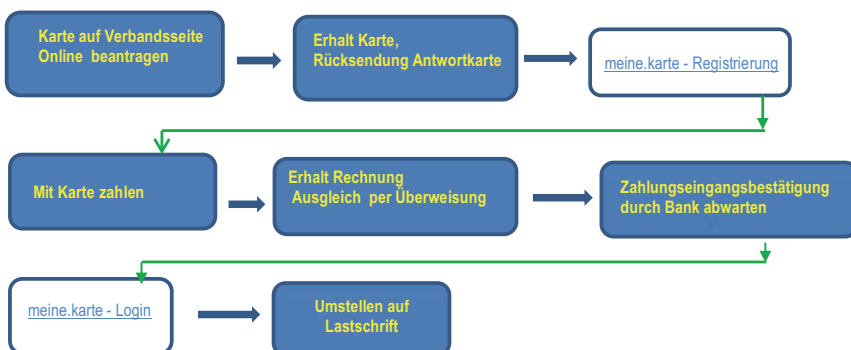 Karte auf Verbandsseite
Online beantragen
Erhalt Karte,
Rücksendung Antwortkarte
meine.karte - Registrierung
Mit Karte zahlen
Erhalt Rechnung
Ausgleich per Überweisung
Zahlungseingangsbestätigung
durch Bank abwarten
meine.karte - Login
Umstellen auf
Lastschrift